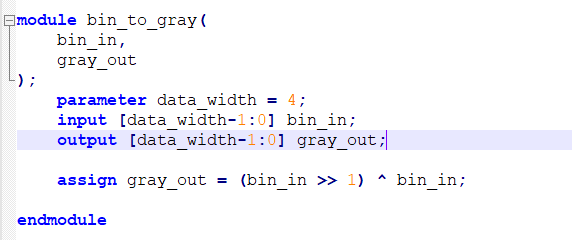 module bin_to_gray(
    bin_in,
    gray_out
);
    parameter data_width = 4;
    input [data_width-1:0] bin_in;
    output [data_width-1:0] gray_out;
    assign gray_out = (bin_in >> 1) ^ bin_in;
endmodule